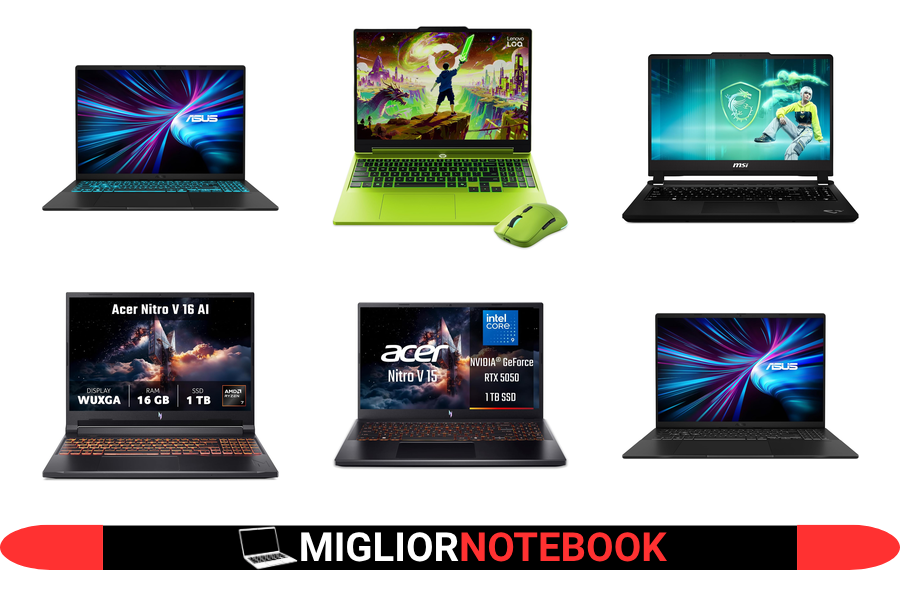 ASUS
Lenovo
LOQ
msi
Acer Nitro V 16 AI
DISPLAY
WUXGA
RAM
16 GB
SSD
1 TB
AMD
RYZEN
7
acer
Nitro V 15
intel
CORE
9
NVIDIA® GeForce
RTX 5050
1 TB SSD
ASUS
MIGLIORNOTEBOOK